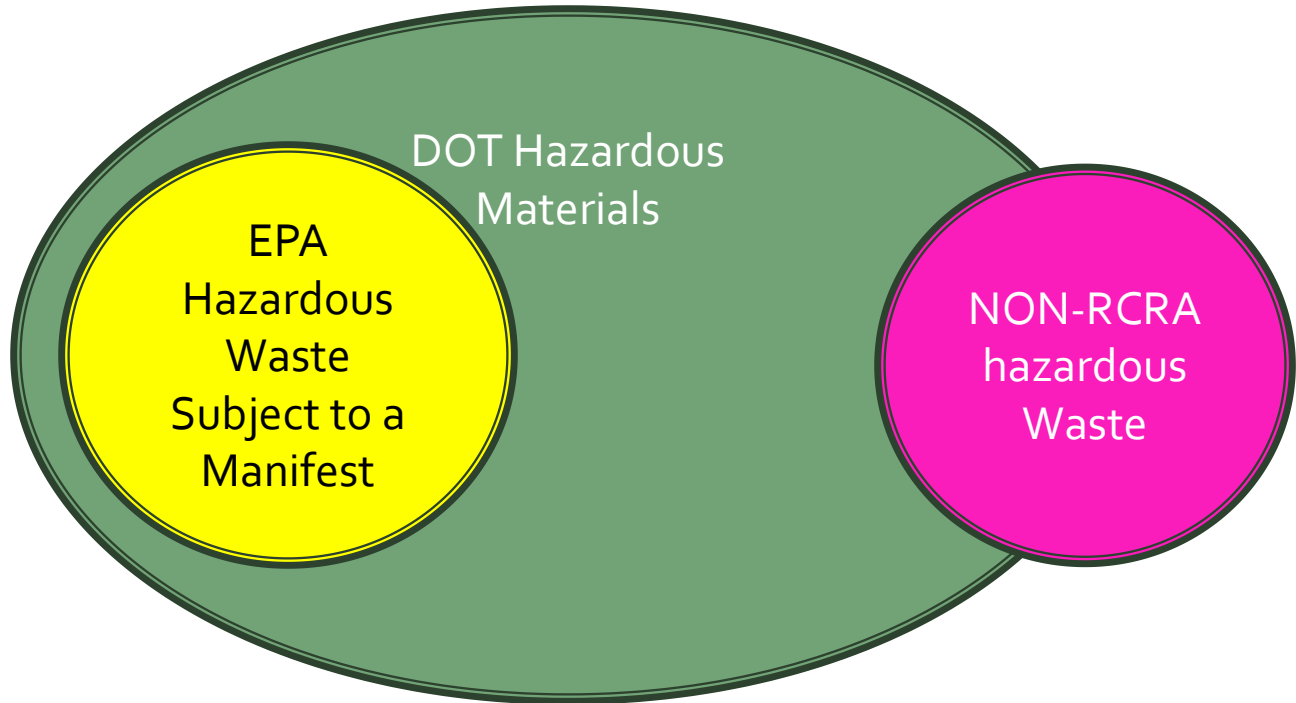 DOT Hazardous
Materials
EPA
Hazardous
Waste
Subject to a
Manifest
NON-RCRA
hazardous
Waste